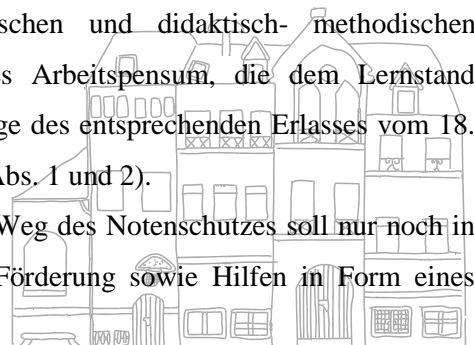 schen und didaktisch- methodischen
es Arbeitspensum, die dem Lernstand
ge des entsprechenden Erlasses vom 18.
Abs. 1 und 2).
Weg des Notenschutzes soll nur noch in
Förderung sowie Hilfen in Form eines